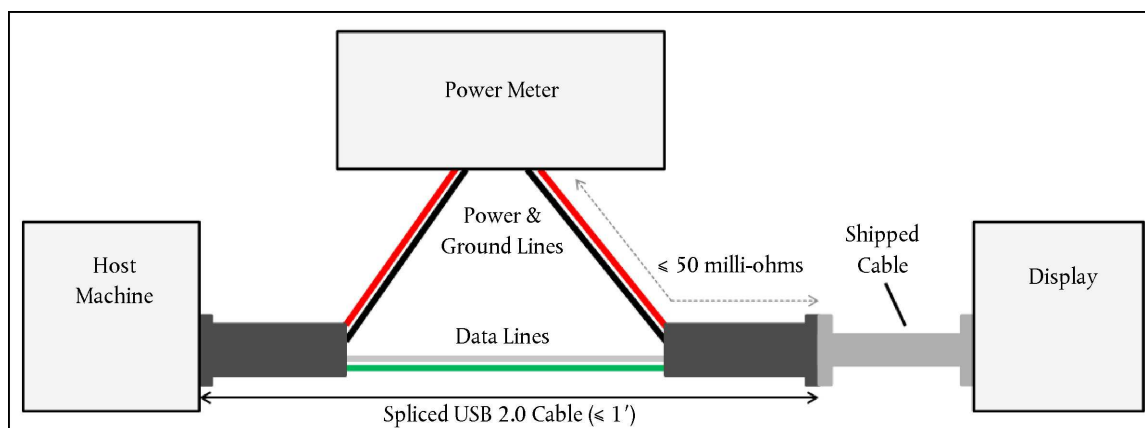 Power Meter
Power &
Ground Lines
Host
Machine
⩽ 50 milli-ohms
Shipped
Cable
Display
Data Lines
Spliced USB 2.0 Cable (⩽ 1′)